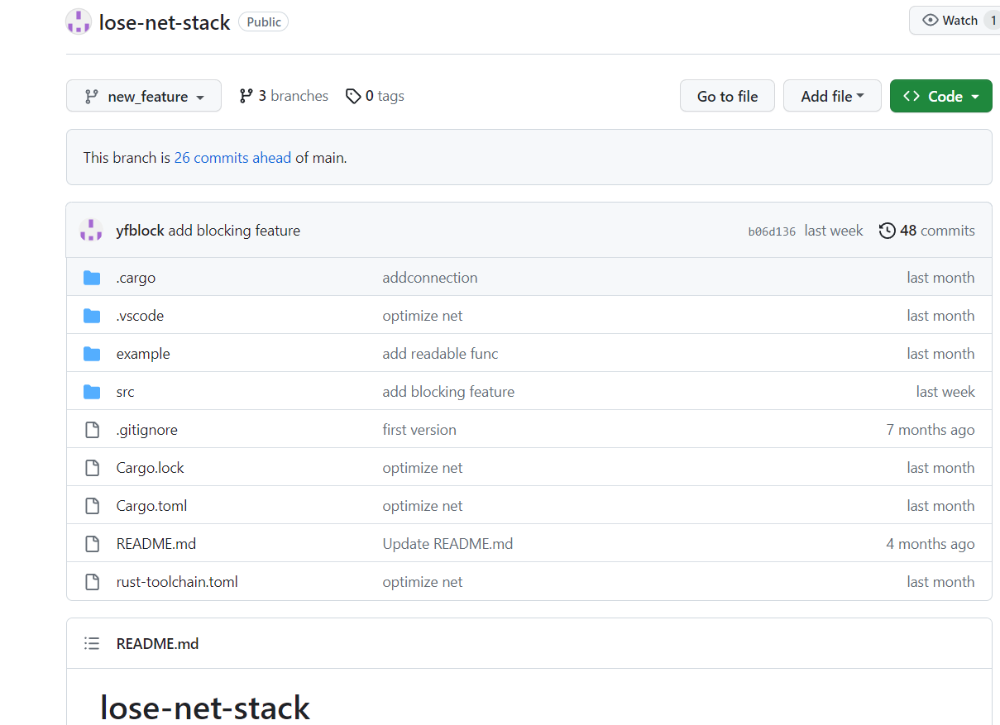 lose-net-stack Public Watch 1
new_feature 3 branches 0 tags Go to file Add file Code
This branch is 26 commits ahead of main.
yfblock add blocking feature b06d136 last week 48 commits
.cargo addconnection last month
.vscode optimize net last month
example add readable func last month
src add blocking feature last week
.gitignore first version 7 months ago
Cargo.lock optimize net last month
Cargo.toml optimize net last month
README.md Update README.md 4 months ago
rust-toolchain.toml optimize net last month
README.md
lose-net-stack